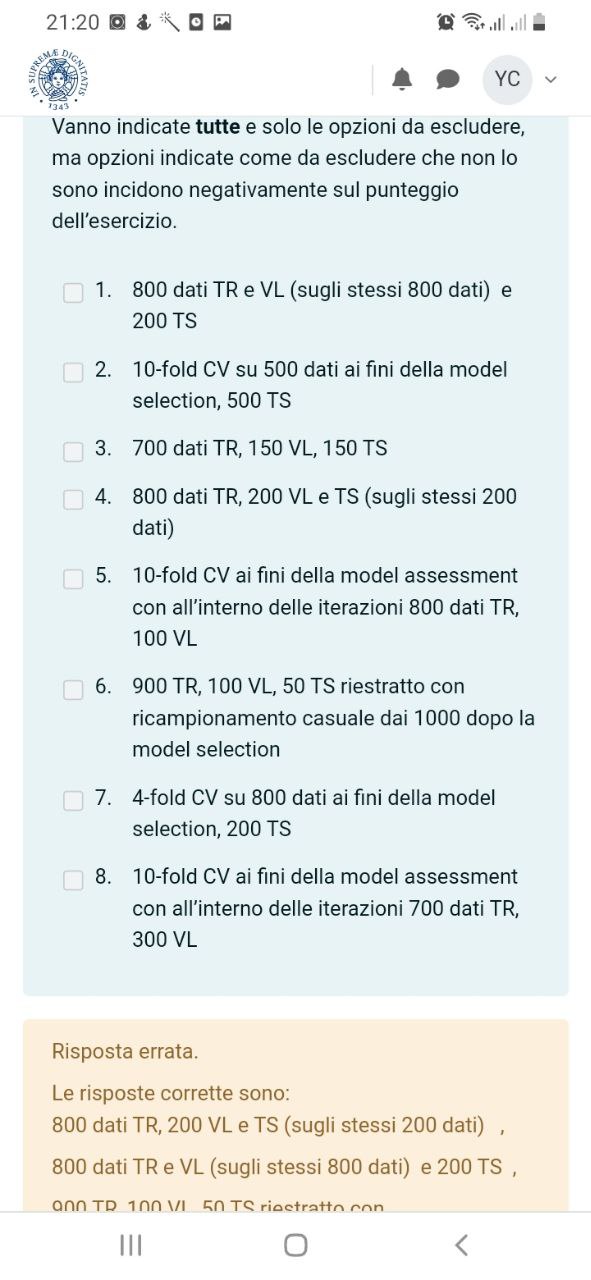 21:20
IN SUPREMÆ DIGNITATIS
1343
YC
Vanno indicate tutte e solo le opzioni da escludere,
ma opzioni indicate come da escludere che non lo
sono incidono negativamente sul punteggio
dell'esercizio.
1. 800 dati TR e VL (sugli stessi 800 dati) e
200 TS
2. 10-fold CV su 500 dati ai fini della model
selection, 500 TS
3. 700 dati TR, 150 VL, 150 TS
4. 800 dati TR, 200 VL e TS (sugli stessi 200
dati)
5. 10-fold CV ai fini della model assessment
con all'interno delle iterazioni 800 dati TR,
100 VL
6. 900 TR, 100 VL, 50 TS riestratto con
ricampionamento casuale dai 1000 dopo la
model selection
7. 4-fold CV su 800 dati ai fini della model
selection, 200 TS
8. 10-fold CV ai fini della model assessment
con all'interno delle iterazioni 700 dati TR,
300 VL
Risposta errata.
Le risposte corrette sono:
800 dati TR, 200 VL e TS (sugli stessi 200 dati) ,
800 dati TR e VL (sugli stessi 800 dati) e 200 TS ,
900 TR, 100 VL, 50 TS riestratto con